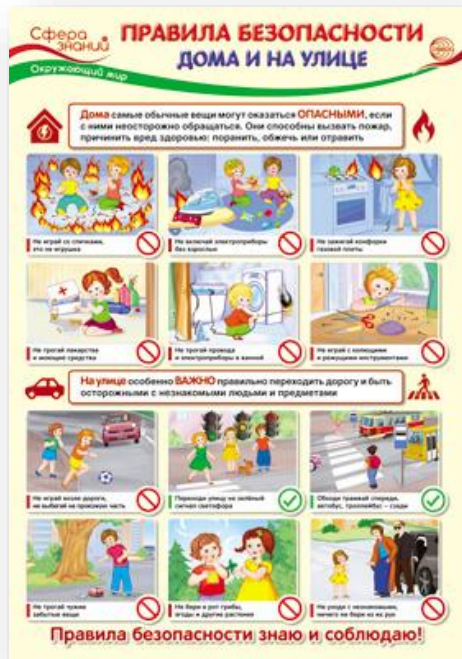 Сфера
знаний
Окружающий мир
ПРАВИЛА БЕЗОПАСНОСТИ
ДОМА И НА УЛИЦЕ
Дома самые обычные вещи могут оказаться ОПАСНЫМИ, если
с ними неосторожно обращаться. Они способны вызвать пожар,
причинить вред здоровью: поранить, обжечь или отравить
Не играй со спичками,
это не игрушка
Не включай электроприборы
без взрослых
Не зажигай конфорки
газовой плиты
Не трогай лекарства
и моющие средства
Не трогай провода
и электроприборы в ванной
Не играй с колющими
и режущими инструментами
На улице особенно ВАЖНО правильно переходить дорогу и быть
осторожными с незнакомыми людьми и предметами
Не играй возле дороги,
не выбегай на проезжую часть
Переходи улицу на зелёный
сигнал светофора
Обходи трамвай спереди,
автобус, троллейбус – сзади
Не трогай чужие
забытые вещи
Не бери в рот грибы,
ягоды и другие растения
Не уходи с незнакомыми,
ничего не бери из их рук
Правила безопасности знаю и соблюдаю!